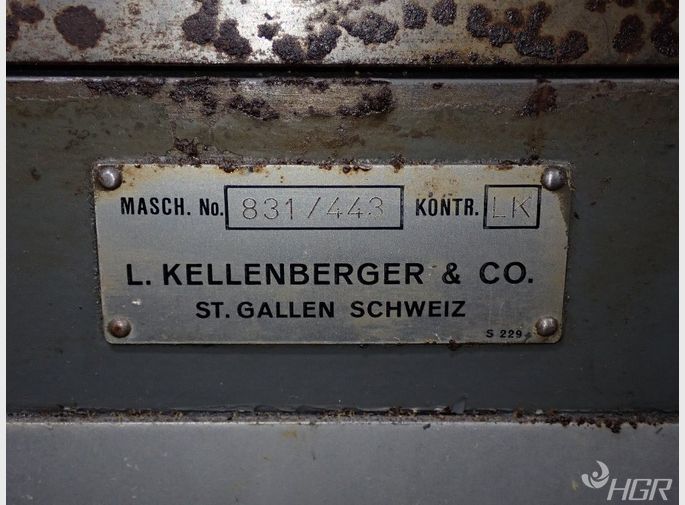 MASCH. No. 831/443 KONTR. LK
L. KELLENBERGER & CO.
ST. GALLEN SCHWEIZ
S 229
HGR